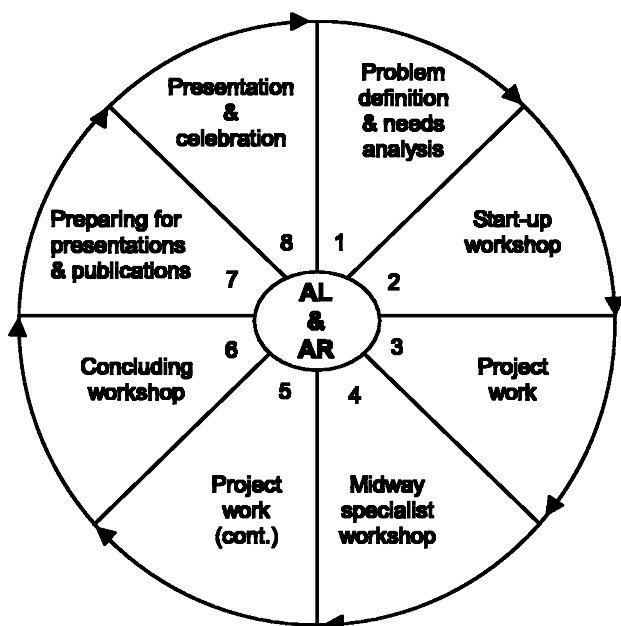 Problem
definition
& needs
analysis
1
Start-up
workshop
2
Project
work
3
Midway
specialist
workshop
4
Project
work
(cont.)
5
Concluding
workshop
6
Preparing for
presentations
& publications
7
Presentation
&
celebration
8
AL
&
AR